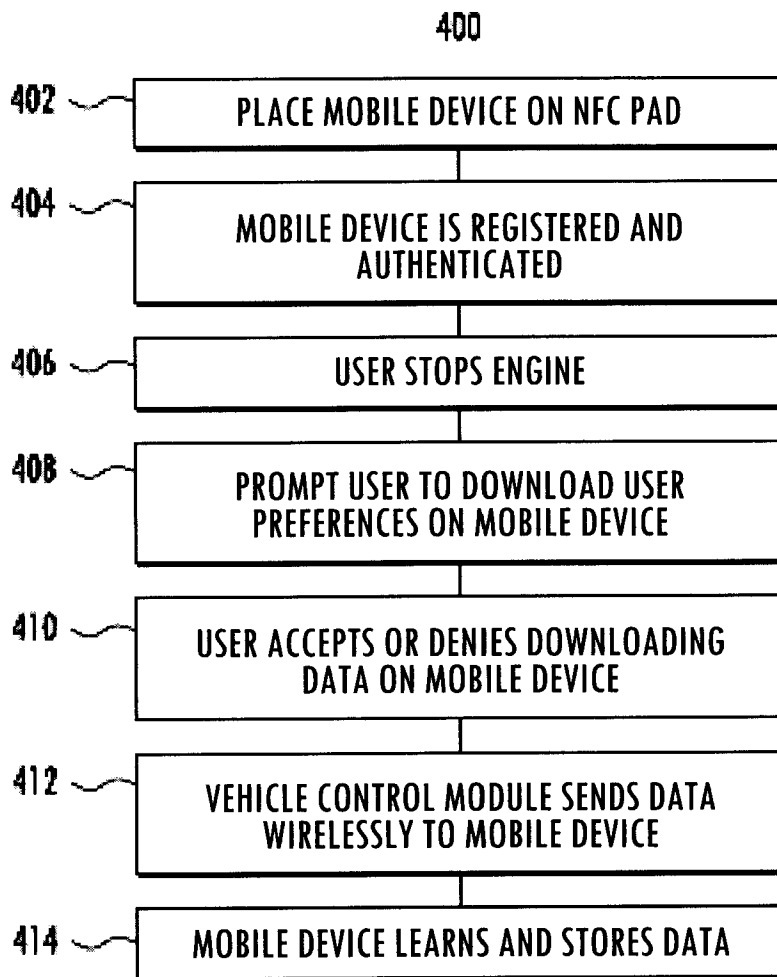 400
402
PLACE MOBILE DEVICE ON NFC PAD
404
MOBILE DEVICE IS REGISTERED AND
AUTHENTICATED
406
USER STOPS ENGINE
408
PROMPT USER TO DOWNLOAD USER
PREFERENCES ON MOBILE DEVICE
410
USER ACCEPTS OR DENIES DOWNLOADING
DATA ON MOBILE DEVICE
412
VEHICLE CONTROL MODULE SENDS DATA
WIRELESSLY TO MOBILE DEVICE
414
MOBILE DEVICE LEARNS AND STORES DATA